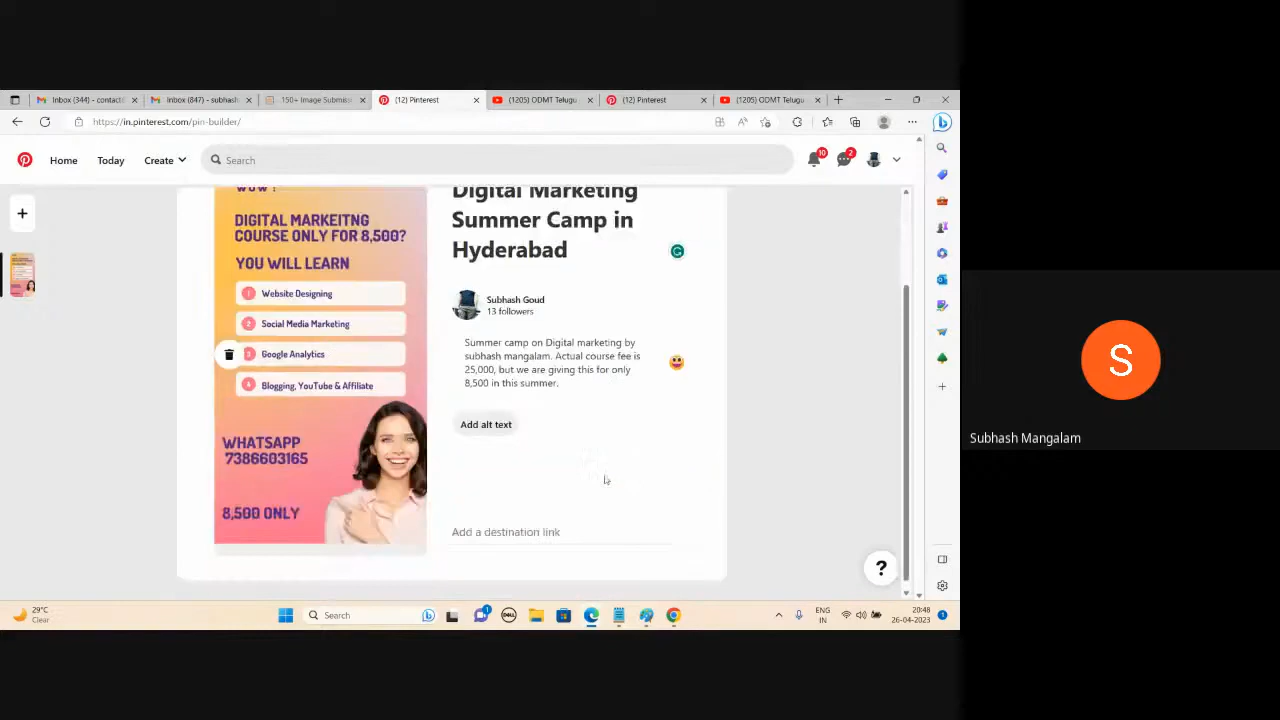 Inbox (344) - contact@
Inbox (847) - subhash
150+ Image Submiss
(12) Pinterest
(1205) ODMT Telugu
(12) Pinterest
(1205) ODMT Telugu
https://in.pinterest.com/pin-builder/
Home
Today
Create
Search
10
2
WOW !
DIGITAL MARKEITNG
COURSE ONLY FOR 8,500?
YOU WILL LEARN
1 Website Designing
2 Social Media Marketing
3 Google Analytics
4 Blogging, YouTube & Affiliate
WHATSAPP
7386603165
8,500 ONLY
Digital Marketing
Summer Camp in
Hyderabad
Subhash Goud
13 followers
Summer camp on Digital marketing by
subhash mangalam. Actual course fee is
25,000, but we are giving this for only
8,500 in this summer.
Add alt text
Add a destination link
?
S
Subhash Mangalam
29°C
Clear
Search
1
DELL
ENG
IN
20:48
26-04-2023
1